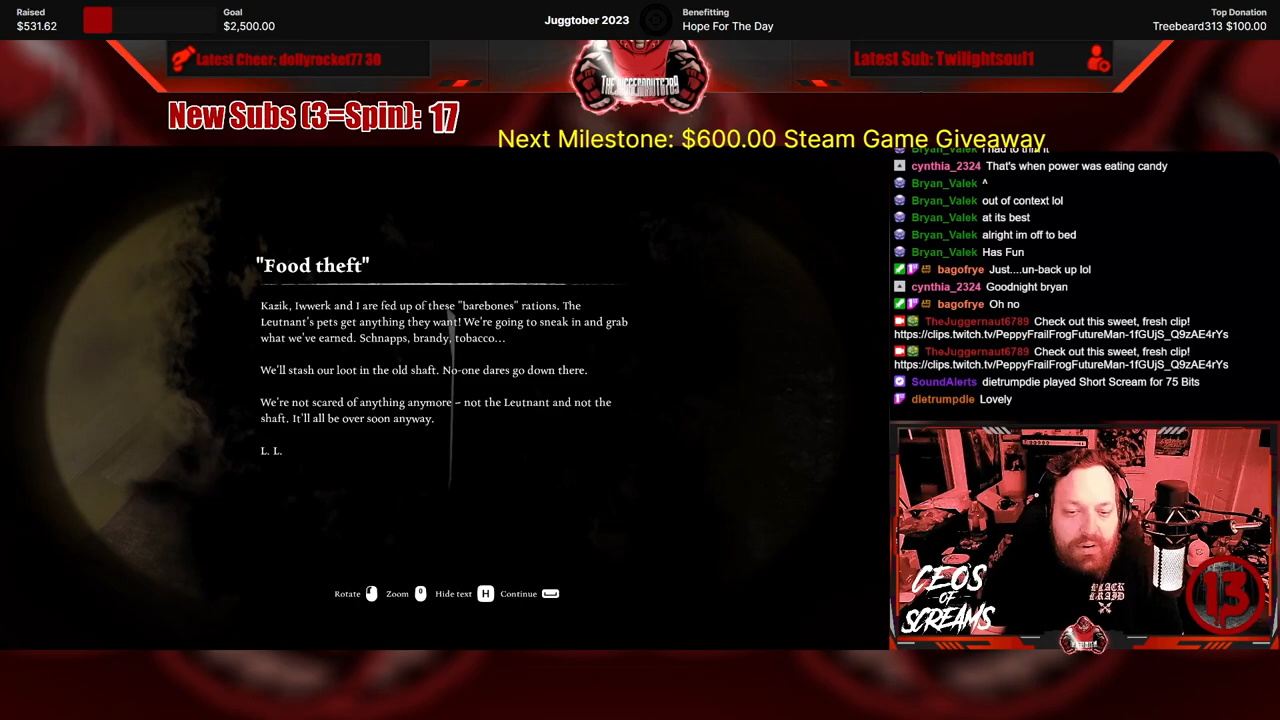 Raised
$531.62
Goal
$2,500.00
Juggtober 2023
Benefitting
Hope For The Day
Top Donation
Treebeard313 $100.00
Latest Cheer: dollyrocket77 30
THEJUGGERNAUT6789
Latest Sub: Twilightsoul1
New Subs (3=Spin): 17
Next Milestone: $600.00 Steam Game Giveaway
Bryan_Valek I had to thin it
cynthia_2324 That's when power was eating candy
Bryan_Valek ^
Bryan_Valek out of context lol
Bryan_Valek at its best
Bryan_Valek alright im off to bed
Bryan_Valek Has Fun
bagofrye Just....un-back up lol
cynthia_2324 Goodnight bryan
bagofrye Oh no
TheJuggernaut6789 Check out this sweet, fresh clip!
https://clips.twitch.tv/PeppyFrailFrogFutureMan-1fGUjS_Q9zAE4rYs
TheJuggernaut6789 Check out this sweet, fresh clip!
https://clips.twitch.tv/PeppyFrailFrogFutureMan-1fGUjS_Q9zAE4rYs
SoundAlerts dietrumpdie played Short Scream for 75 Bits
dietrumpdie Lovely
"Food theft"
Kazik, Iwwerk and I are fed up of these "barebones" rations. The
Leutnant's pets get anything they want! We're going to sneak in and grab
what we've earned. Schnapps, brandy, tobacco...
We'll stash our loot in the old shaft. No-one dares go down there.
We're not scared of anything anymore – not the Leutnant and not the
shaft. It'll all be over soon anyway.
L. L.
Rotate Zoom Hide text H Continue
CEOS
OF
SCREAMS
BLACK
BRAID
13